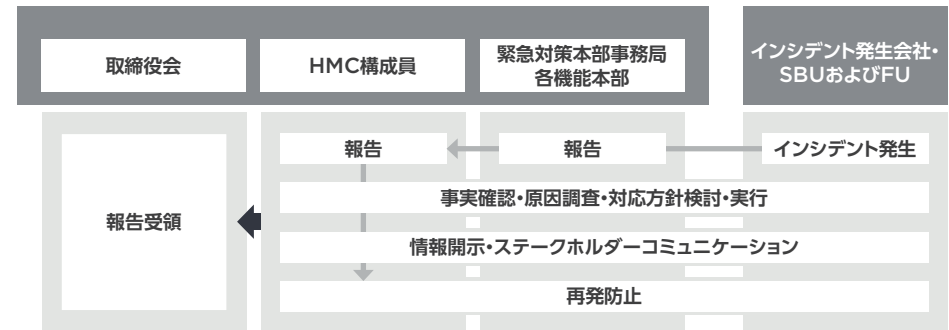 取締役会
HMC構成員
緊急対策本部事務局
各機能本部
インシデント発生会社・
SBUおよびFU
報告
報告
インシデント発生
事実確認・原因調査・対応方針検討・実行
報告受領
情報開示・ステークホルダーコミュニケーション
再発防止